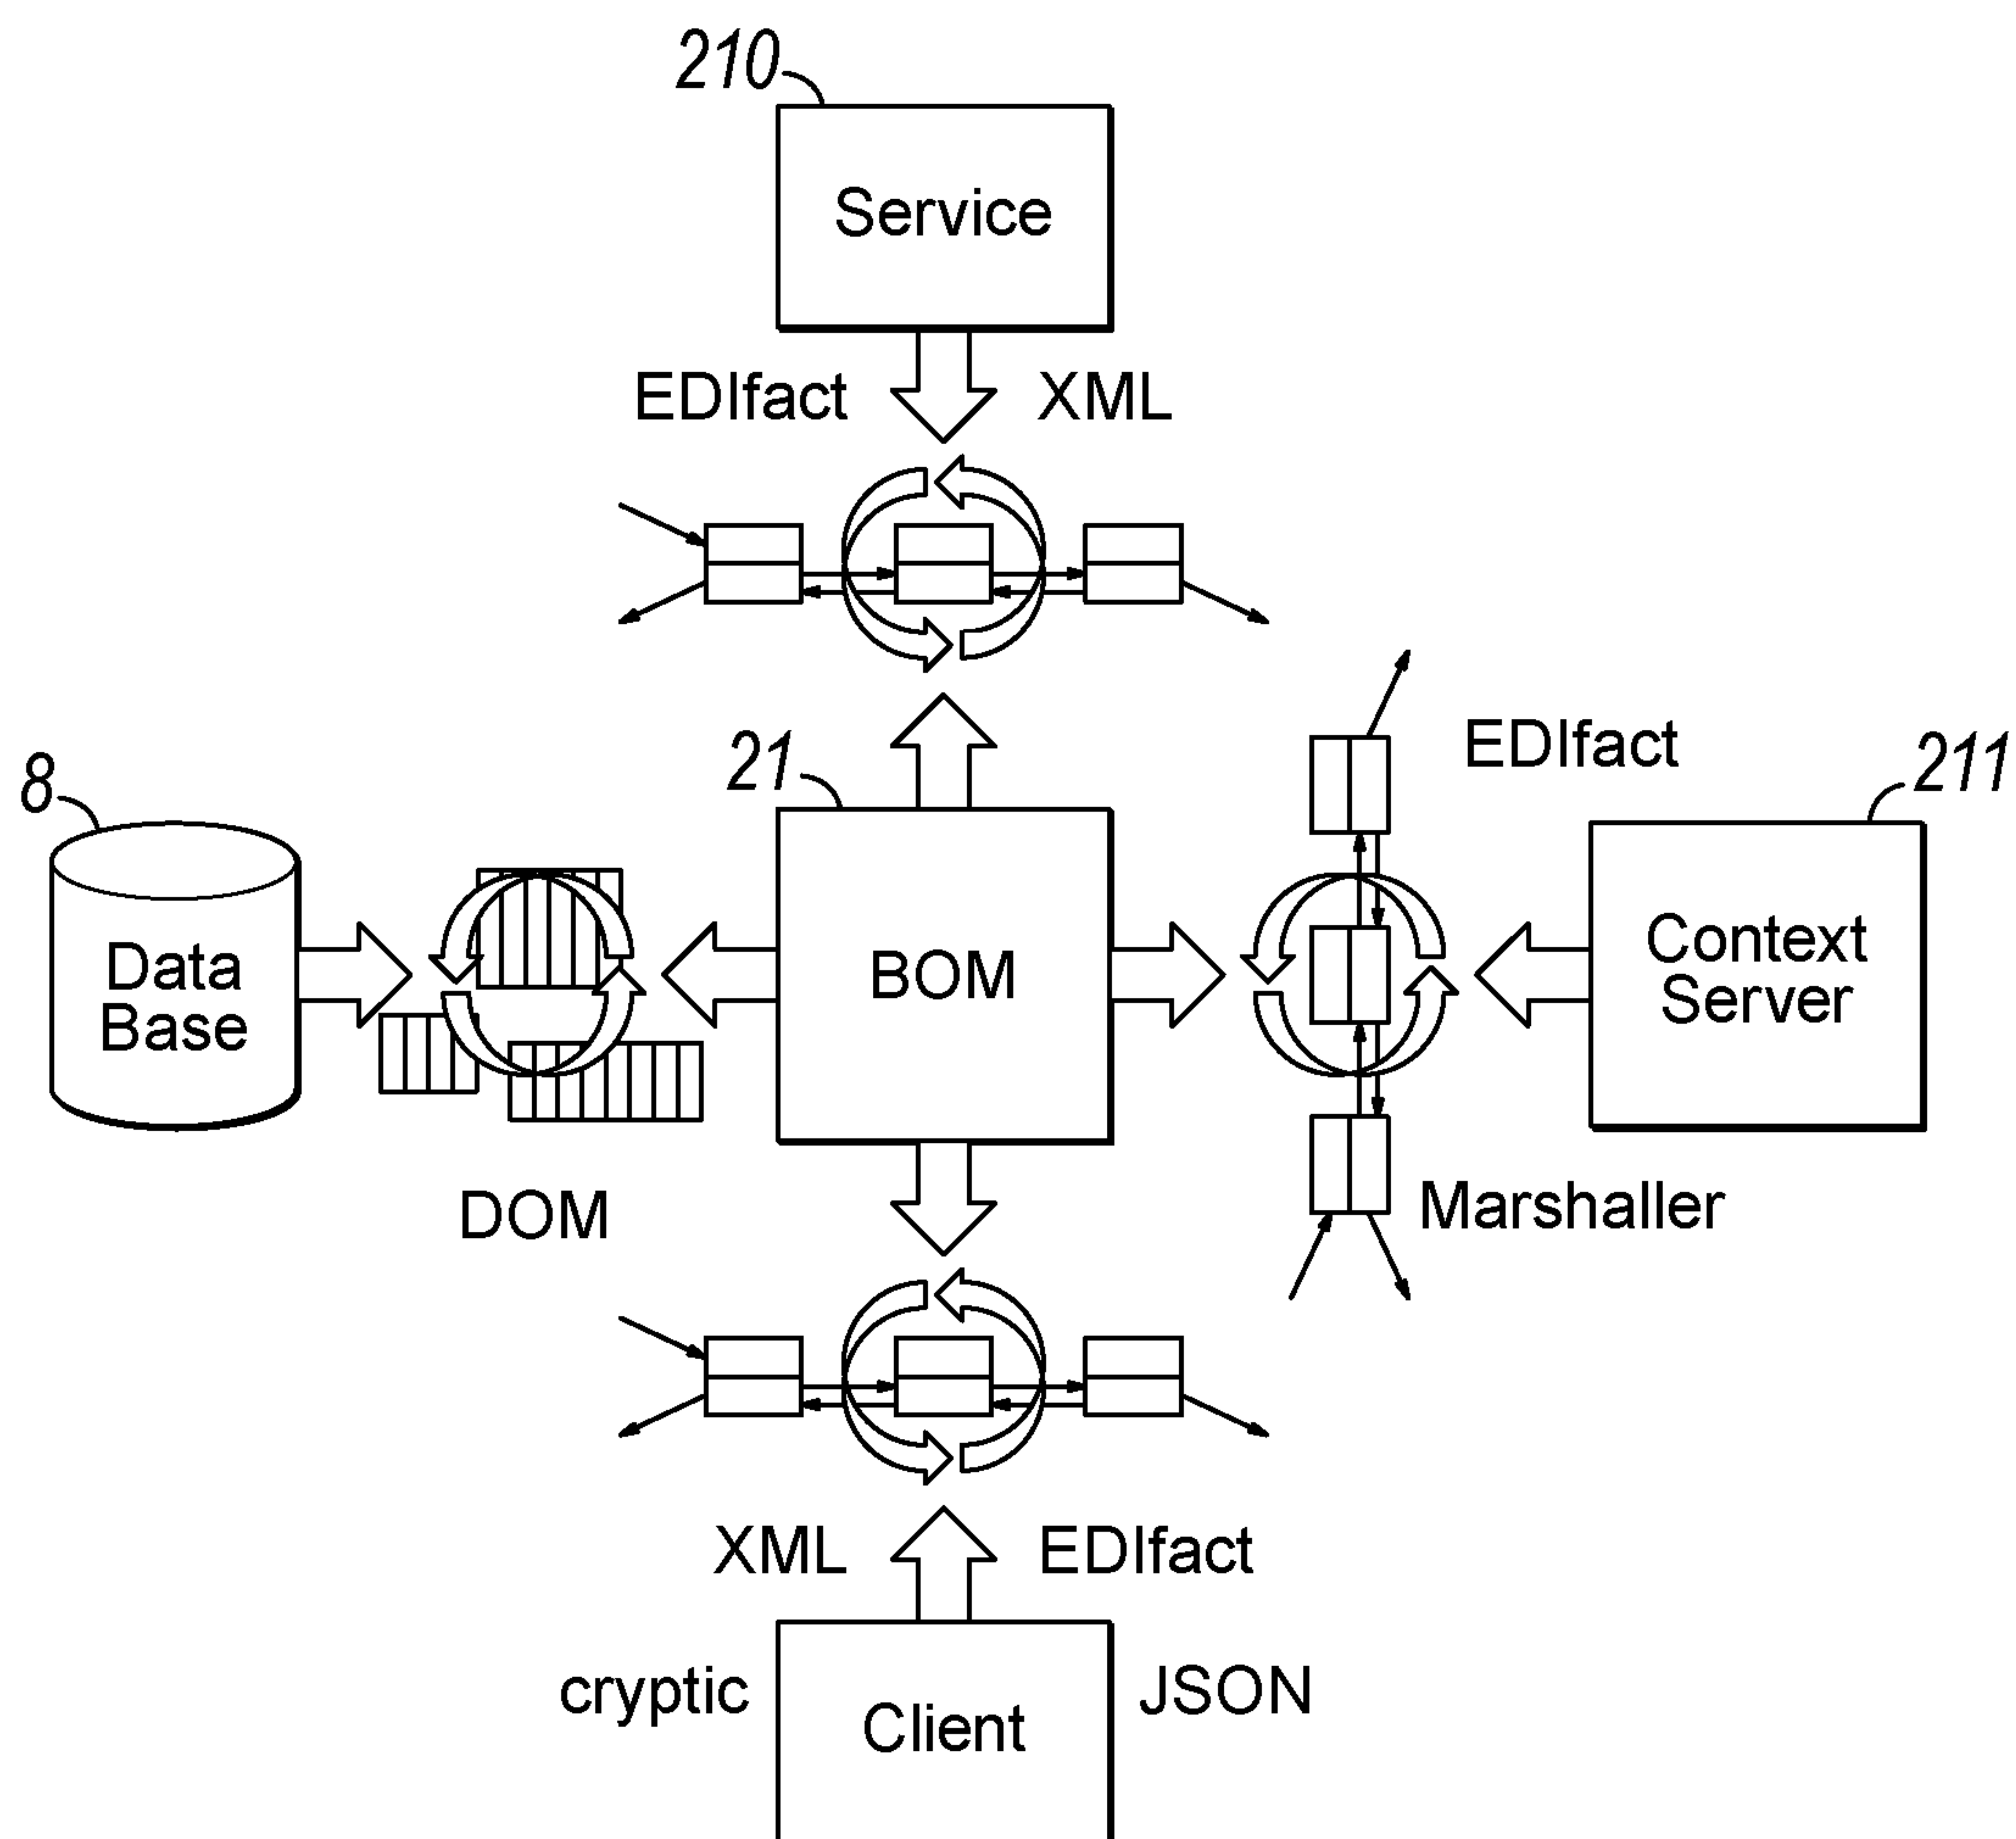 210
Service
EDIfact XML
21
8
EDIfact
211
Data
Base
BOM
Context
Server
DOM
Marshaller
XML EDIfact
cryptic
JSON
Client